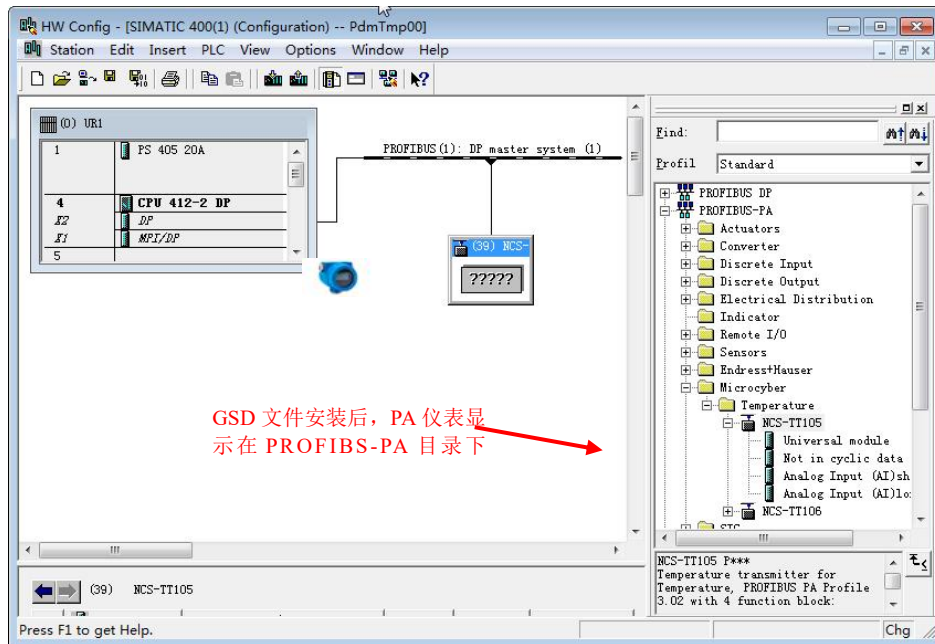 HW Config - [SIMATIC 400(1) (Configuration) -- PdmTmp00]
Station Edit Insert PLC View Options Window Help
(0) UR1
1 PS 405 20A
4 CPU 412-2 DP
X2 DP
X1 MPI/DP
5
PROFIBUS(1): DP master system (1)
(39) NCS-
?????
GSD 文件安装后，PA 仪表显
示在 PROFIBS-PA 目录下
Find:
Profil Standard
PROFIBUS DP
PROFIBUS-PA
Actuators
Converter
Discrete Input
Discrete Output
Electrical Distribution
Indicator
Remote I/O
Sensors
Endress+Hauser
Microcyber
Temperature
NCS-TT105
Universal module
Not in cyclic data
Analog Input (AI)sh
Analog Input (AI)lo
NCS-TT106
NCS-TT105 P***
Temperature transmitter for
Temperature, PROFIBUS PA Profile
3.02 with 4 function block:
(39) NCS-TT105
Press F1 to get Help.
Chg